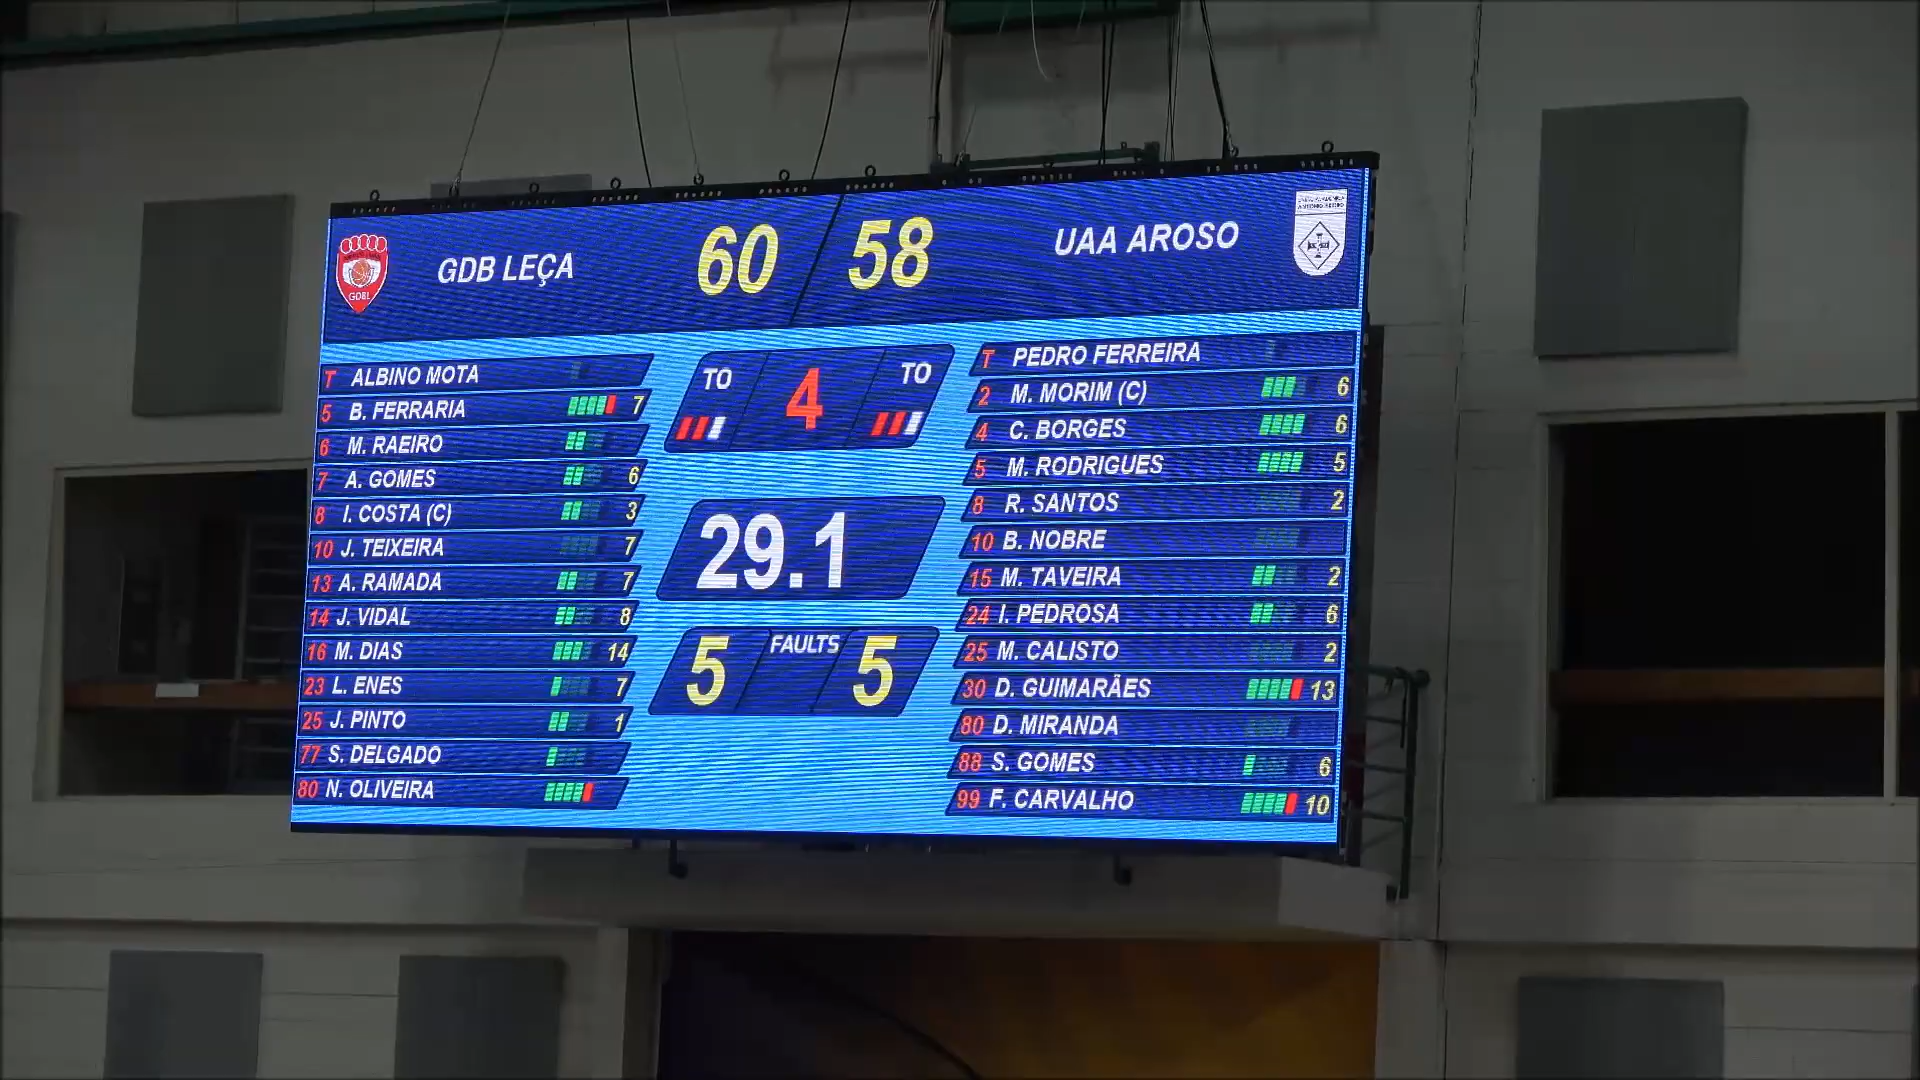 GDB LEÇA 60 58 UAA AROSO
GDBL
T ALBINO MOTA
5 B. FERRARIA 7
6 M. RAEIRO
7 A. GOMES 6
8 I. COSTA (C) 3
10 J. TEIXEIRA 7
13 A. RAMADA 7
14 J. VIDAL 8
16 M. DIAS 14
23 L. ENES 7
25 J. PINTO 1
77 S. DELGADO
80 N. OLIVEIRA
TO 4 TO
29.1
5 FAULTS 5
T PEDRO FERREIRA
2 M. MORIM (C) 6
4 C. BORGES 6
5 M. RODRIGUES 5
8 R. SANTOS 2
10 B. NOBRE
15 M. TAVEIRA 2
24 I. PEDROSA 6
25 M. CALISTO 2
30 D. GUIMARÃES 13
80 D. MIRANDA
88 S. GOMES 6
99 F. CARVALHO 10